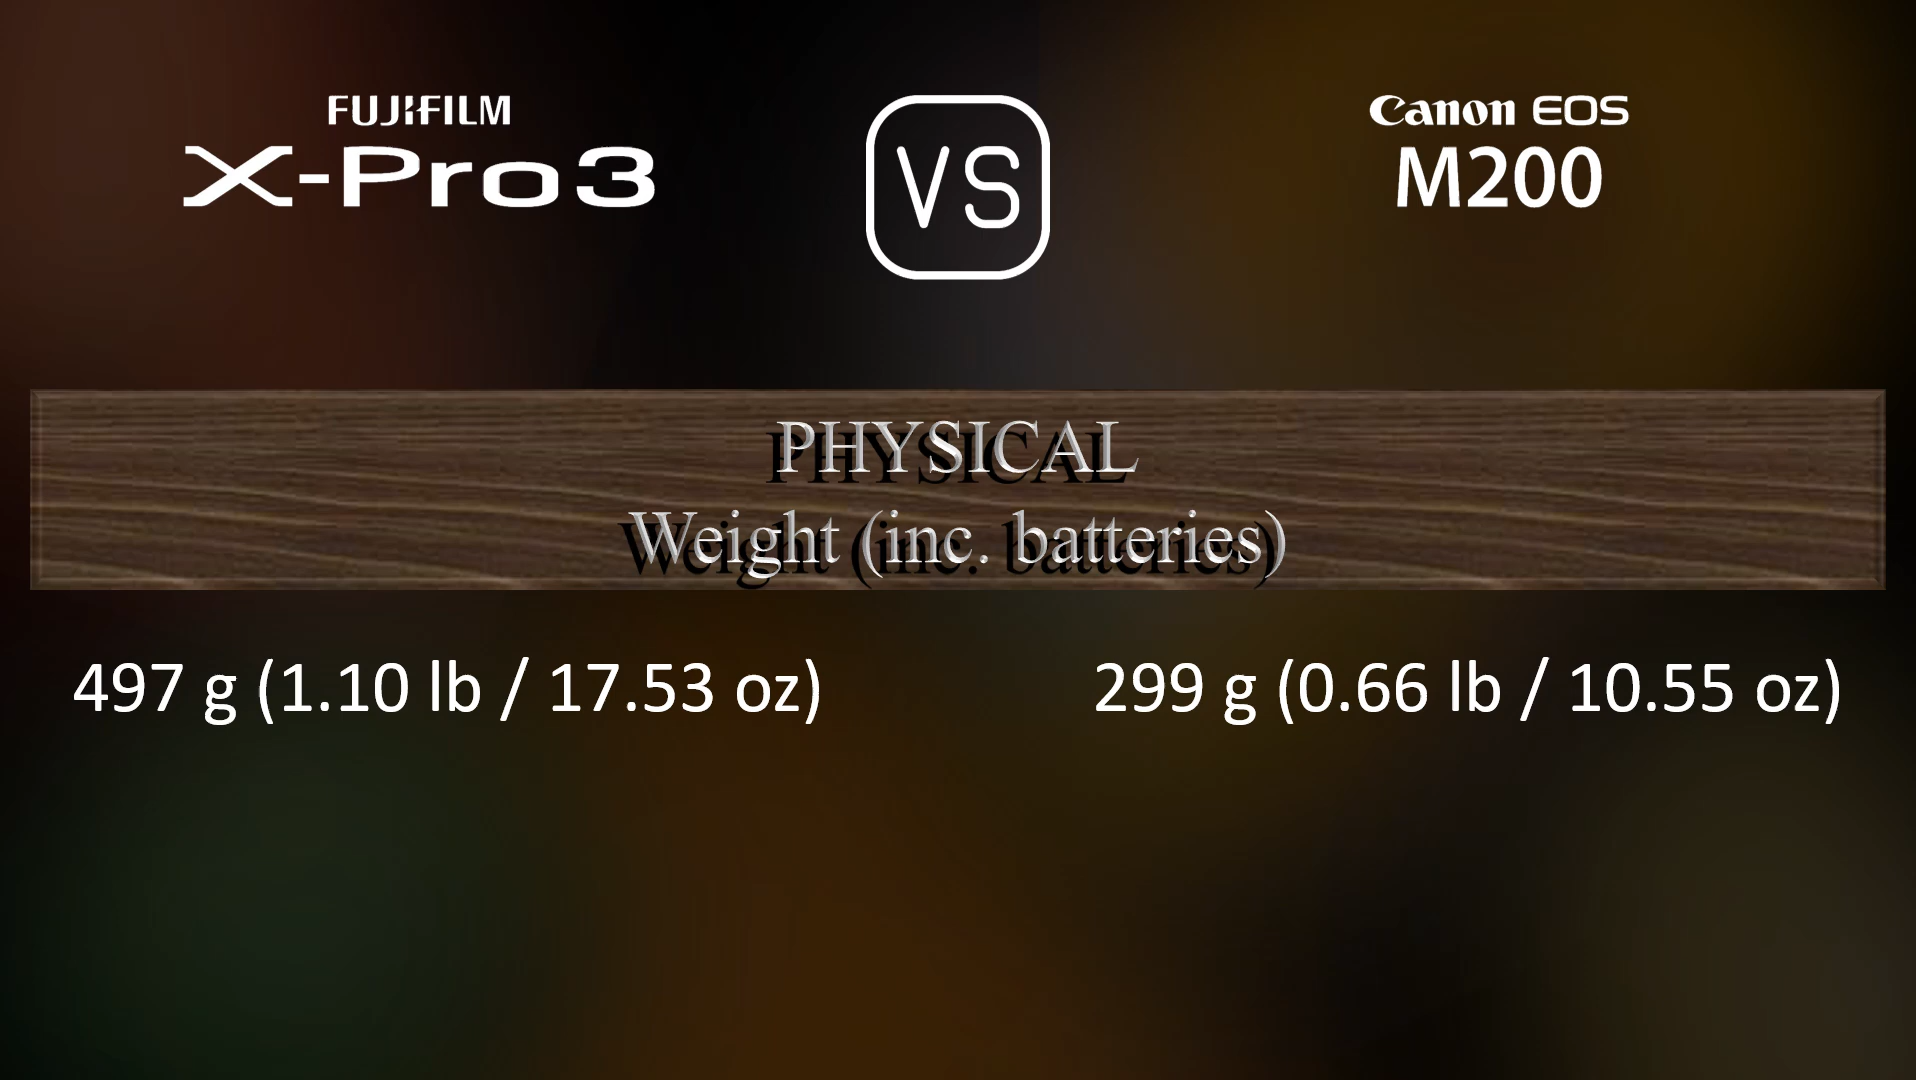 FUJIFILM
X-Pro3
VS
Canon EOS
M200
PHYSICAL
Weight (inc. batteries)
497 g (1.10 lb / 17.53 oz)
299 g (0.66 lb / 10.55 oz)